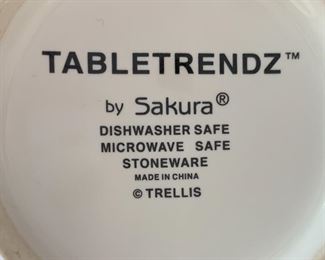 TABLETRENDZ™
by Sakura®
DISHWASHER SAFE
MICROWAVE SAFE
STONEWARE
MADE IN CHINA
© TRELLIS